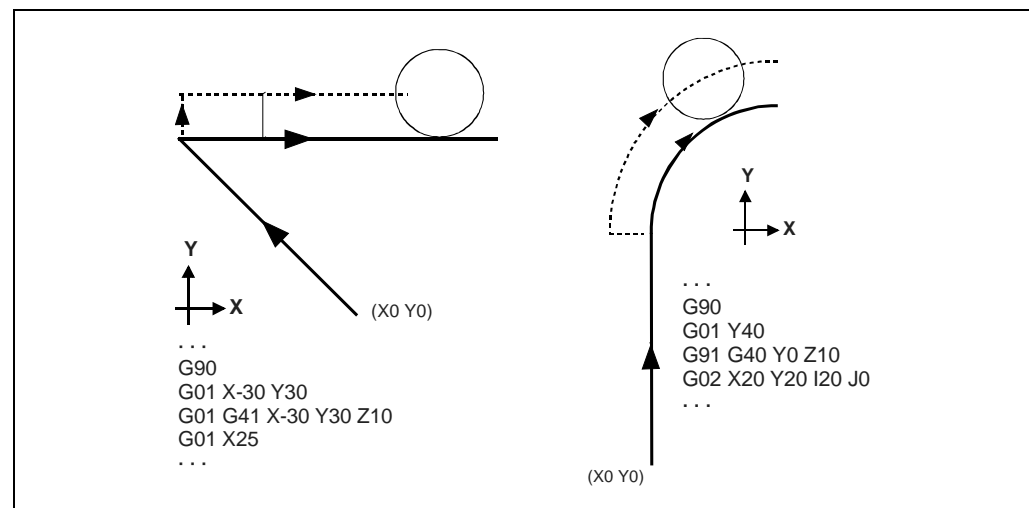 Y
X
(X0 Y0)
. . .
G90
G01 X-30 Y30
G01 G41 X-30 Y30 Z10
G01 X25
. . .
Y
X
. . .
G90
G01 Y40
G91 G40 Y0 Z10
G02 X20 Y20 I20 J0
. . .
(X0 Y0)